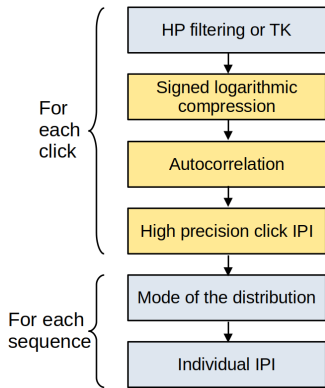 HP filtering or TK
Signed logarithmic
compression
For
each
click
Autocorrelation
High precision click IPI
Mode of the distribution
For each
sequence
Individual IPI